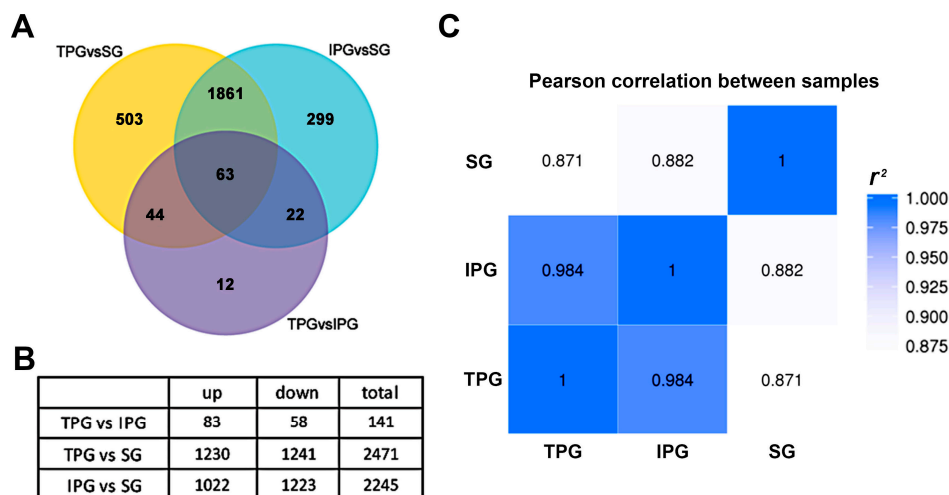 A
TPGvsSG
IPGvsSG
1861
503
299
63
44
22
12
TPGvsIPG
B
up down total
TPG vs IPG 83 58 141
TPG vs SG 1230 1241 2471
IPG vs SG 1022 1223 2245
C
Pearson correlation between samples
SG 0.871 0.882 1
IPG 0.984 1 0.882
TPG 1 0.984 0.871
TPG IPG SG
r²
1.000
0.975
0.950
0.925
0.900
0.875